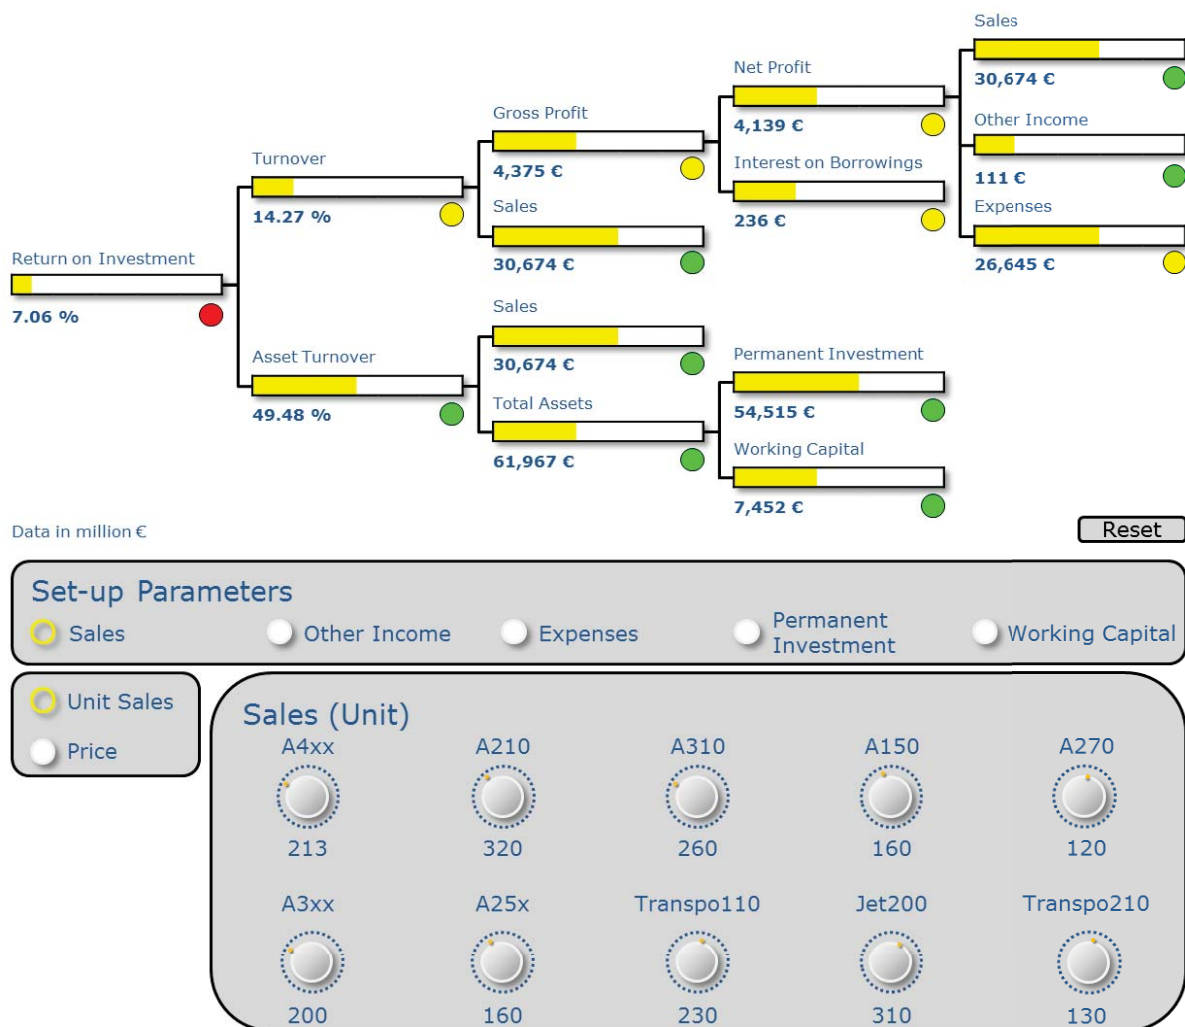 Sales
30,674 €
Net Profit
4,139 €
Other Income
111 €
Gross Profit
4,375 €
Interest on Borrowings
236 €
Expenses
26,645 €
Turnover
14.27 %
Sales
30,674 €
Return on Investment
7.06 %
Sales
30,674 €
Asset Turnover
49.48 %
Permanent Investment
54,515 €
Total Assets
61,967 €
Working Capital
7,452 €
Data in million €
Reset
Set-up Parameters
Sales
Other Income
Expenses
Permanent
Investment
Working Capital
Unit Sales
Price
Sales (Unit)
A4xx
A210
A310
A150
A270
213
320
260
160
120
A3xx
A25x
Transpo110
Jet200
Transpo210
200
160
230
310
130